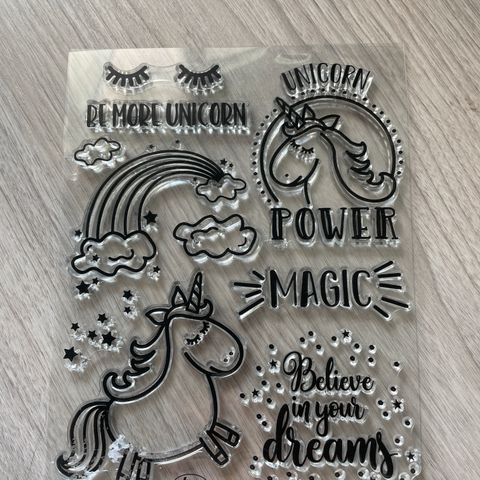 BE MORE UNICORN
UNICORN
POWER
MAGIC
Believe
in your
dreams